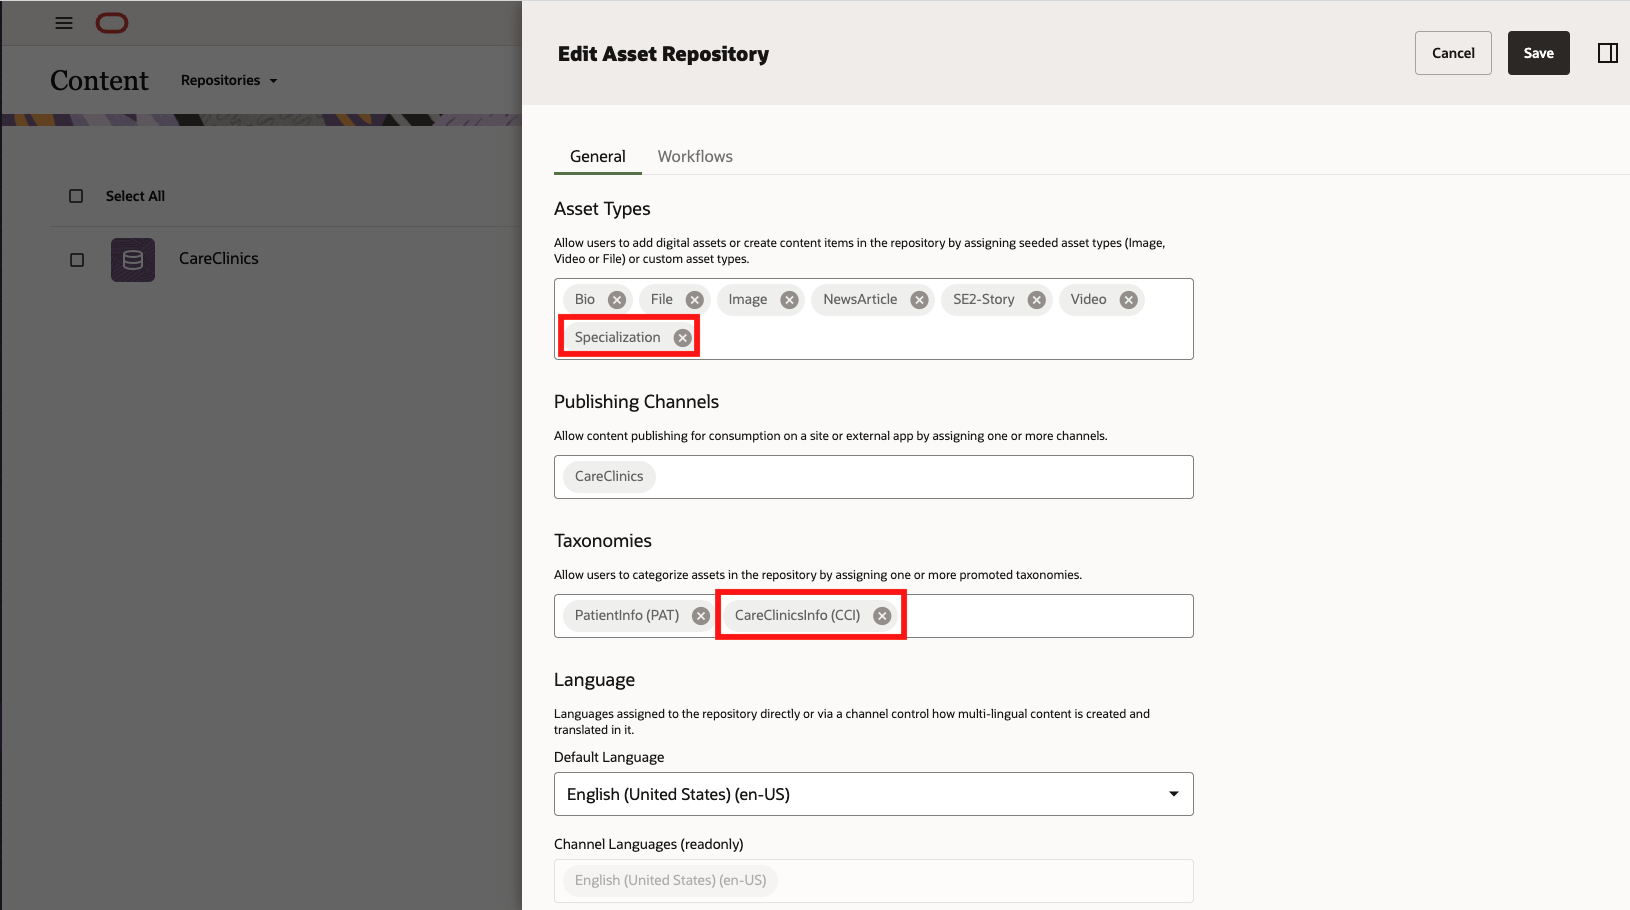 Edit Asset Repository
Cancel
Save
Content
Repositories
Select All
CareClinics
General
Workflows
Asset Types
Allow users to add digital assets or create content items in the repository by assigning seeded asset types (Image,
Video or File) or custom asset types.
Bio
File
Image
NewsArticle
SE2-Story
Video
Specialization
Publishing Channels
Allow content publishing for consumption on a site or external app by assigning one or more channels.
CareClinics
Taxonomies
Allow users to categorize assets in the repository by assigning one or more promoted taxonomies.
PatientInfo (PAT)
CareClinicsInfo (CCI)
Language
Languages assigned to the repository directly or via a channel control how multi-lingual content is created and
translated in it.
Default Language
English (United States) (en-US)
Channel Languages (readonly)
English (United States) (en-US)